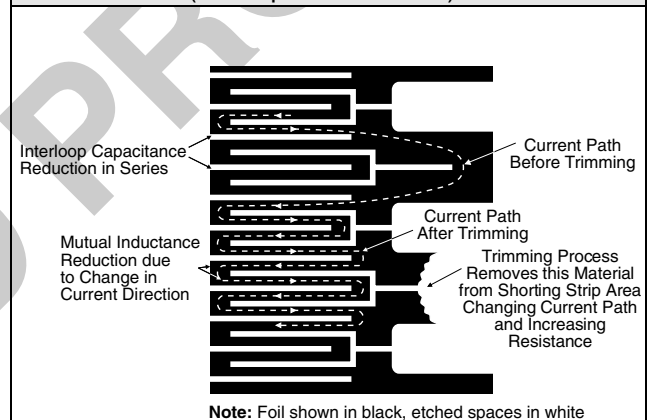 Interloop Capacitance
Reduction in Series
Current Path
Before Trimming
Current Path
After Trimming
Mutual Inductance
Reduction due
to Change in
Current Direction
Trimming Process
Removes this Material
from Shorting Strip Area
Changing Current Path
and Increasing
Resistance
Note: Foil shown in black, etched spaces in white